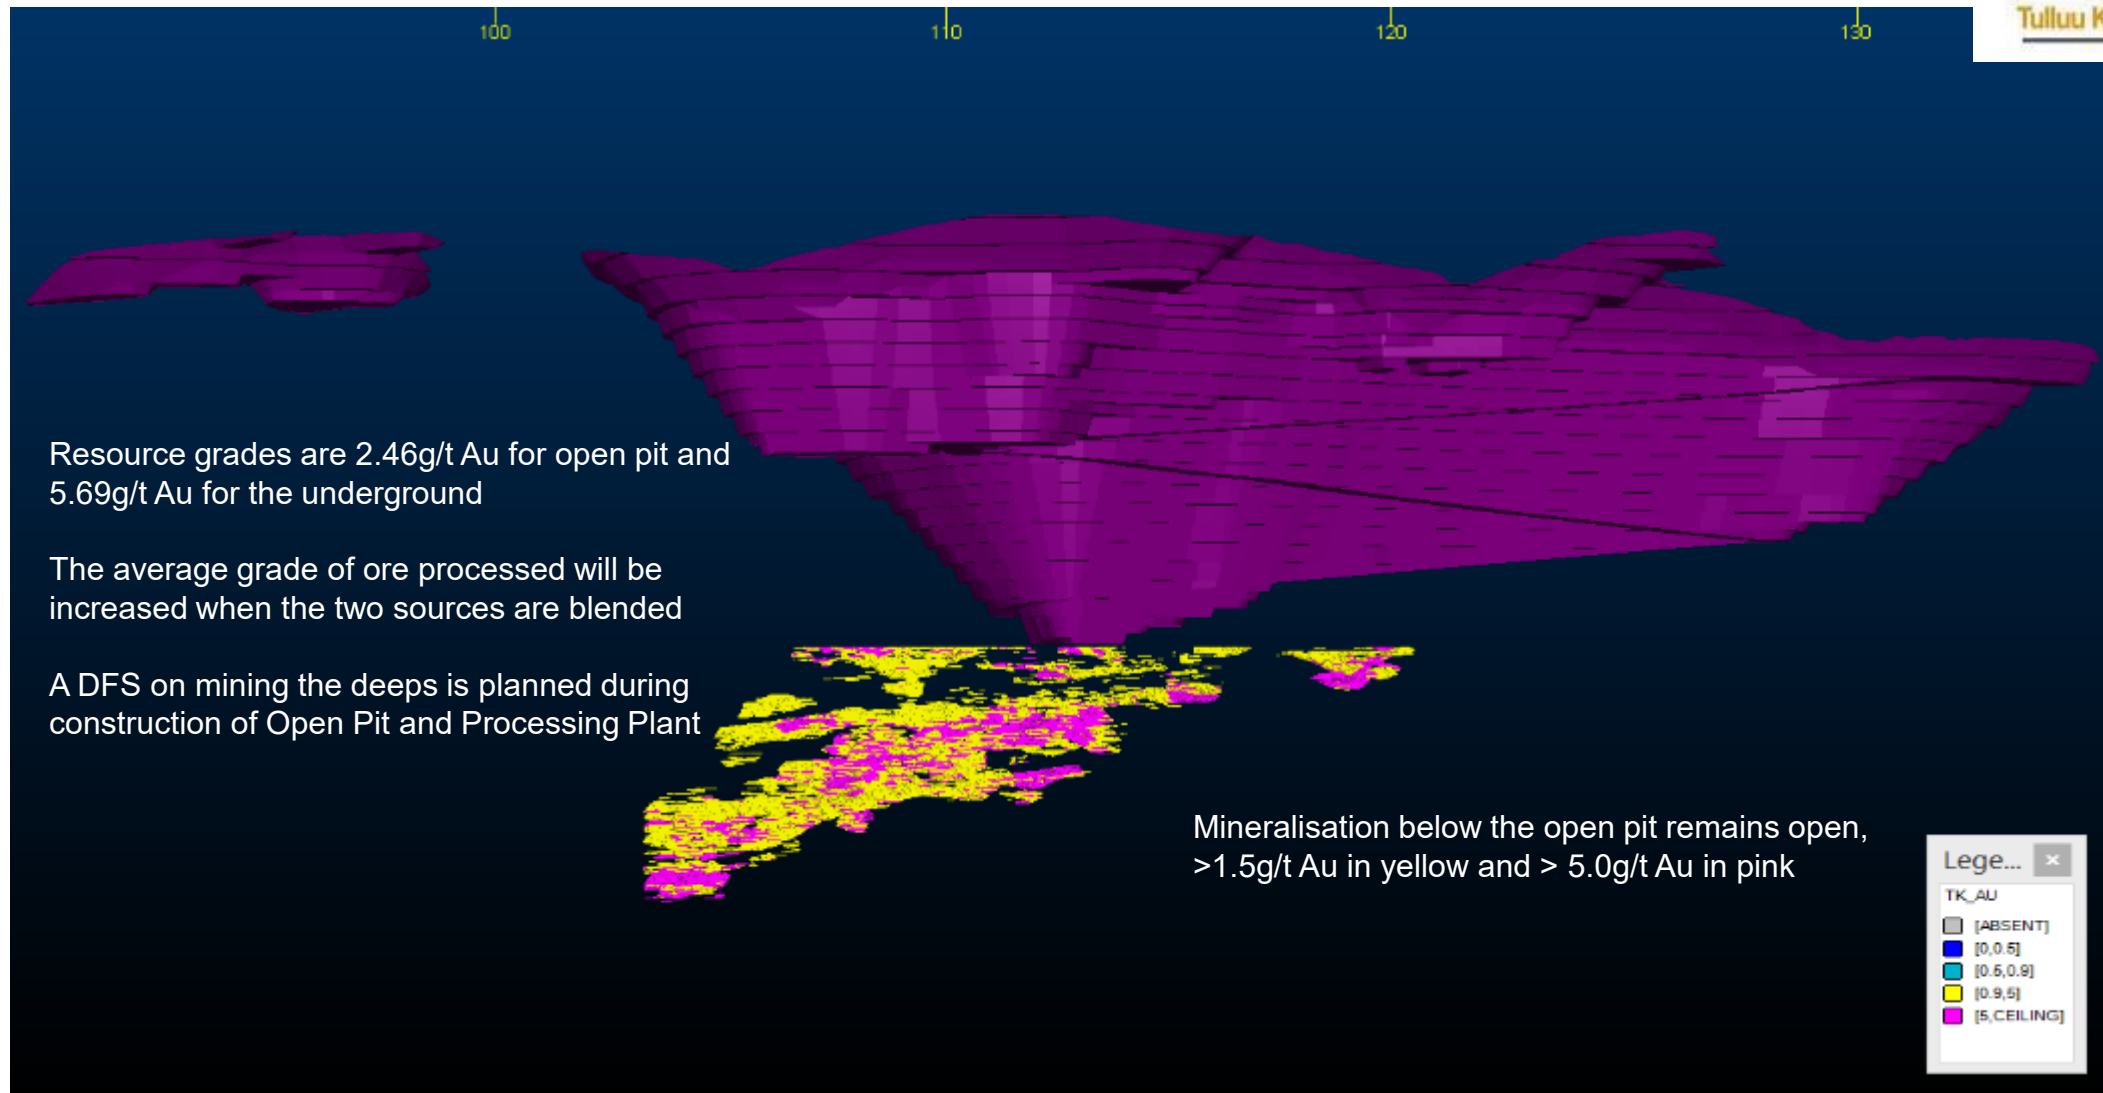 100
110
120
130
Tulluu K
Resource grades are 2.46g/t Au for open pit and
5.69g/t Au for the underground
The average grade of ore processed will be
increased when the two sources are blended
A DFS on mining the deeps is planned during
construction of Open Pit and Processing Plant
Mineralisation below the open pit remains open,
>1.5g/t Au in yellow and > 5.0g/t Au in pink
Lege...
TK_AU
[ABSENT]
[0,0.5]
[0.5,0.9]
[0.9,5]
[5,CEILING]